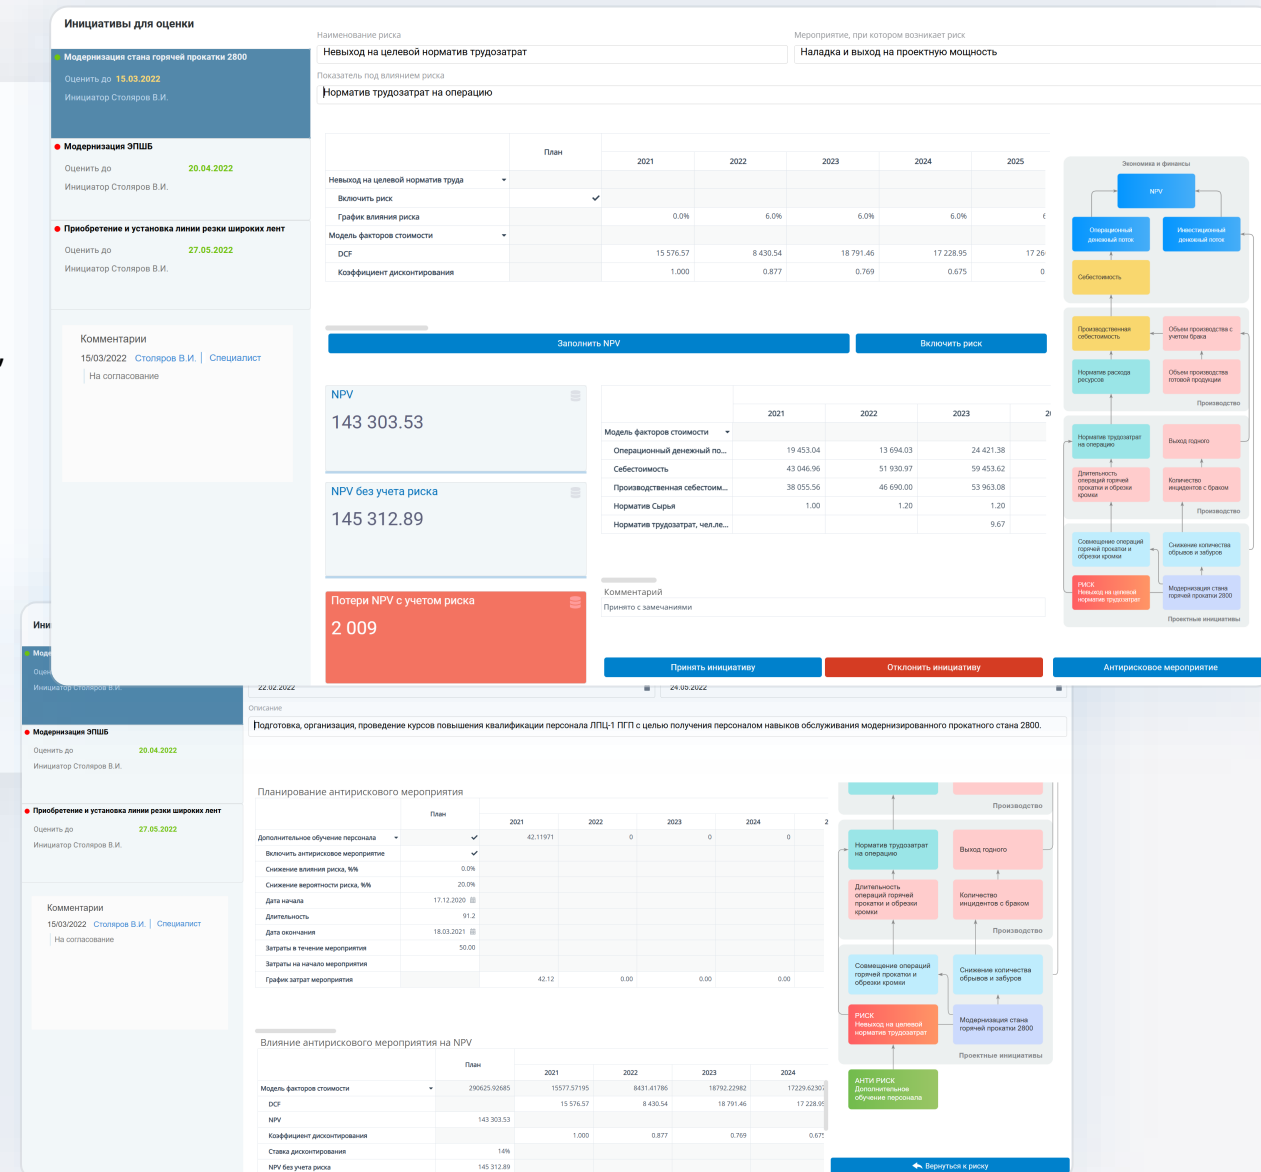 Инициативы для оценки
Модернизация стана горячей прокатки 2800
Оценить до 15.03.2022
Инициатор Столяров В.И.
Модернизация ЭПШБ
Оценить до 20.04.2022
Инициатор Столяров В.И.
Приобретение и установка линии резки широких лент
Оценить до 27.05.2022
Инициатор Столяров В.И.
Комментарии
15/03/2022 Столяров В.И. | Специалист
На согласование
Наименование риска
Невыход на целевой норматив трудозатрат
Мероприятие, при котором возникает риск
Наладка и выход на проектную мощность
Показатель под влиянием риска
Норматив трудозатрат на операцию
План 2021 2022 2023 2024 2025
Невыход на целевой норматив труда
Включить риск
График влияния риска 0.0% 6.0% 6.0% 6.0% 6
Модель факторов стоимости
DCF 15 576.57 8 430.54 18 791.46 17 228.95 17 26
Коэффициент дисконтирования 1.000 0.877 0.769 0.675 0
Заполнить NPV
Включить риск
NPV
143 303.53
NPV без учета риска
145 312.89
Потери NPV с учетом риска
2 009
2021 2022 2023 2
Модель факторов стоимости
Операционный денежный по... 19 453.04 13 694.03 24 421.38
Себестоимость 43 046.96 51 930.97 59 453.62
Производственная себестоим... 38 055.56 46 690.00 53 963.08
Норматив Сырья 1.00 1.20 1.20
Норматив трудозатрат, чел.ле... 9.67
Комментарий
Принято с замечаниями
Принять инициативу
Отклонить инициативу
Антирисковое мероприятие
Экономика и финансы
NPV
Операционный
денежный поток
Инвестиционный
денежный поток
Себестоимость
Производственная
себестоимость
Объем производства с
учетом брака
Норматив расхода
ресурсов
Объем производства
готовой продукции
Производство
Норматив трудозатрат
на операцию
Выход годного
Длительность
операций горячей
прокатки и обрезки
кромки
Количество
инцидентов с браком
Производство
Совмещение операций
горячей прокатки и
обрезки кромки
Снижение количества
обрывов и забуров
РИСК
Невыход на целевой
норматив трудозатрат
Модернизация стана
горячей прокатки 2800
Проектные инициативы
Ини
Моде
Оцен
Инициатор Столяров В.И.
Модернизация ЭПШБ
Оценить до 20.04.2022
Инициатор Столяров В.И.
Приобретение и установка линии резки широких лент
Оценить до 27.05.2022
Инициатор Столяров В.И.
Комментарии
15/03/2022 Столяров В.И. | Специалист
На согласование
22.02.2022
24.05.2022
Описание
Подготовка, организация, проведение курсов повышения квалификации персонала ЛПЦ-1 ПГП с целью получения персоналом навыков обслуживания модернизированного прокатного стана 2800.
Планирование антирискового мероприятия
План 2021 2022 2023 2024 2
Дополнительное обучение персонала 42.11971 0 0 0
Включить антирисковое мероприятие
Снижение влияния риска, %% 0.0%
Снижение вероятности риска, %% 20.0%
Дата начала 17.12.2020
Длительность 91.2
Дата окончания 18.03.2021
Затраты в течение мероприятия 50.00
Затраты на начало мероприятия
График затрат мероприятия 42.12 0.00 0.00 0.00
Влияние антирискового мероприятия на NPV
План 2021 2022 2023 2024
Модель факторов стоимости 290625.92685 15577.57195 8431.41786 18792.22982 17229.62307
DCF 15 576.57 8 430.54 18 791.46 17 228.95
NPV 143 303.53
Коэффициент дисконтирования 1.000 0.877 0.769 0.675
Ставка дисконтирования 14%
NPV без учета риска 145 312.89
Производство
Норматив трудозатрат
на операцию
Выход годного
Длительность
операций горячей
прокатки и обрезки
кромки
Количество
инцидентов с браком
Производство
Совмещение операций
горячей прокатки и
обрезки кромки
Снижение количества
обрывов и забуров
РИСК
Невыход на целевой
норматив трудозатрат
Модернизация стана
горячей прокатки 2800
Проектные инициативы
АНТИ РИСК
Дополнительное
обучение персонала
Вернуться к риску